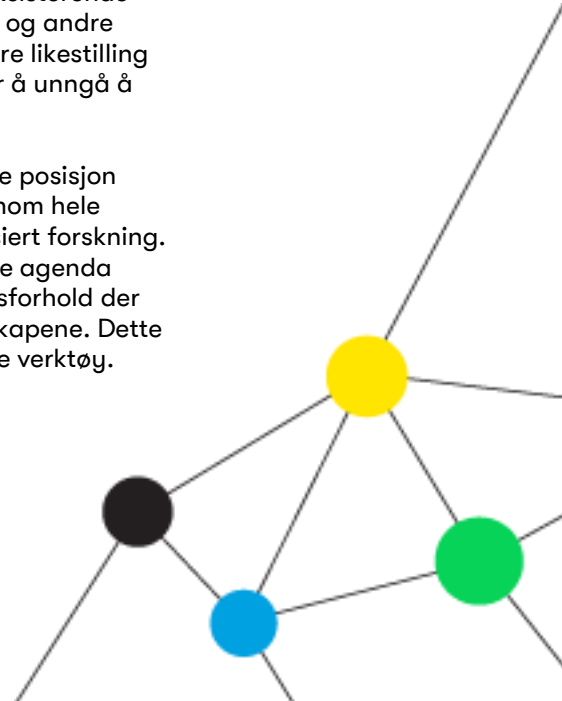 og andre
re likestilling
r å unngå å
e posisjon
nom hele
iert forskning.
e agenda
sforhold der
kapene. Dette
e verktøy.